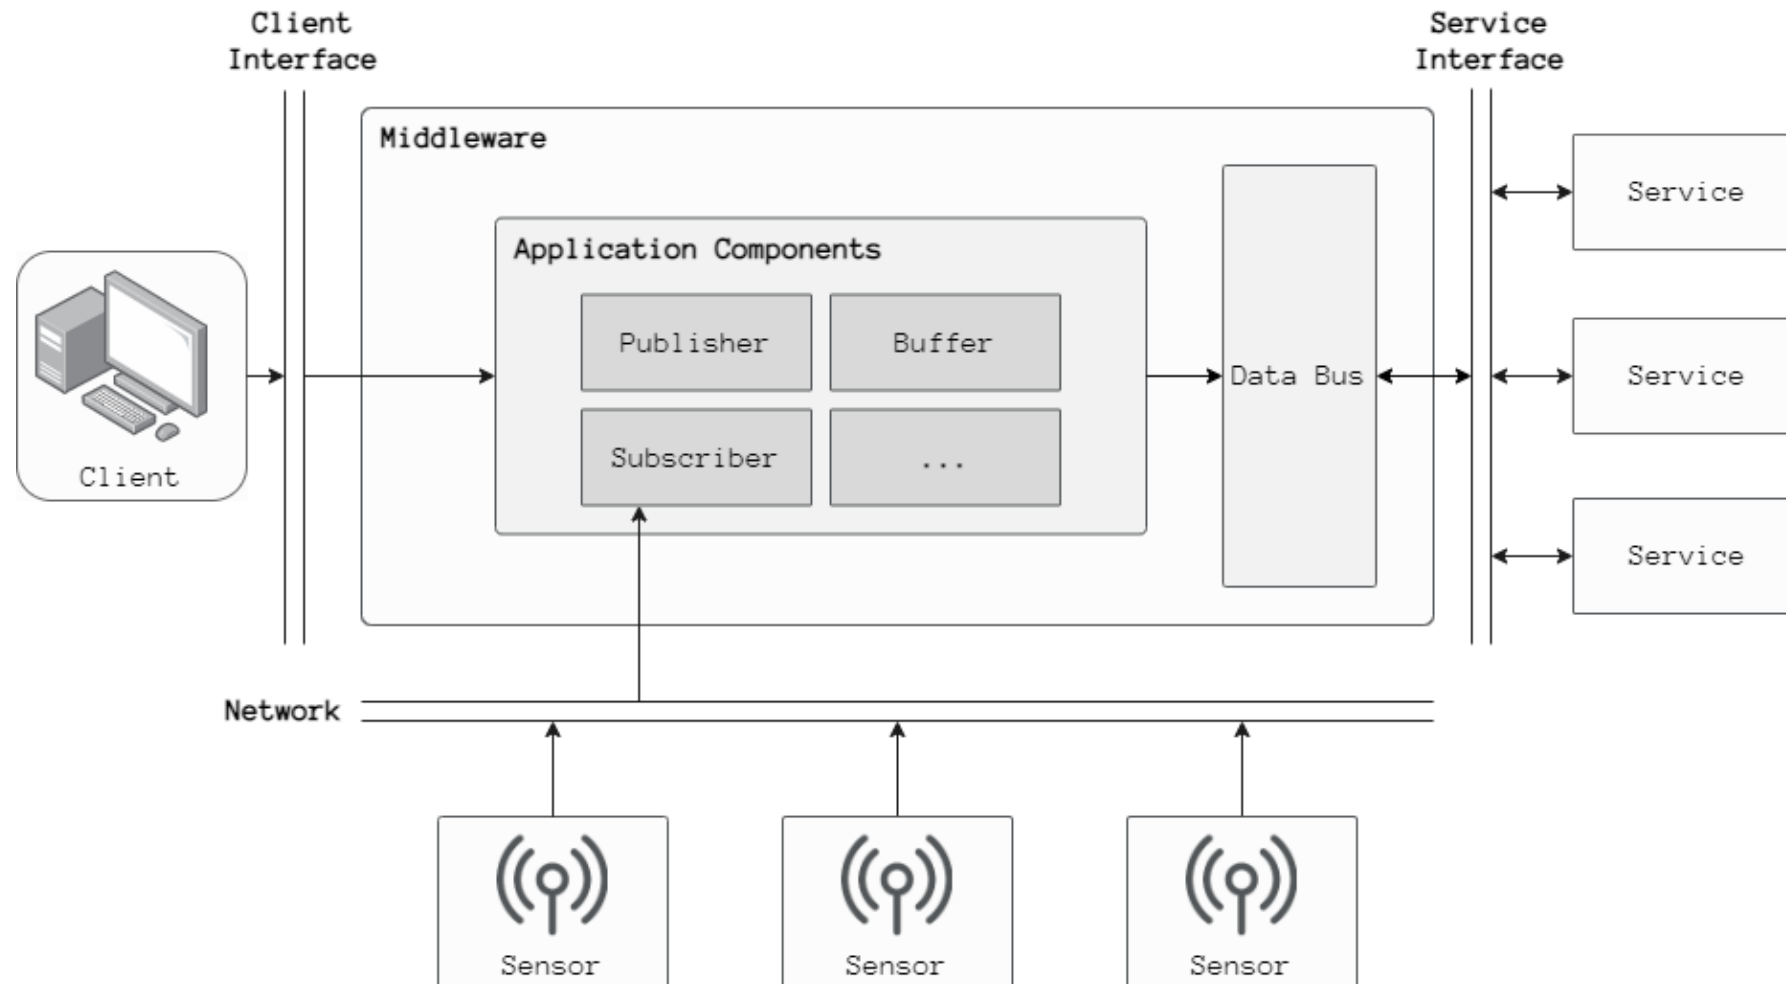 Client
Interface
Service
Interface
Middleware
Application Components
Publisher
Buffer
Subscriber
...
Data Bus
Client
Service
Service
Service
Network
Sensor
Sensor
Sensor